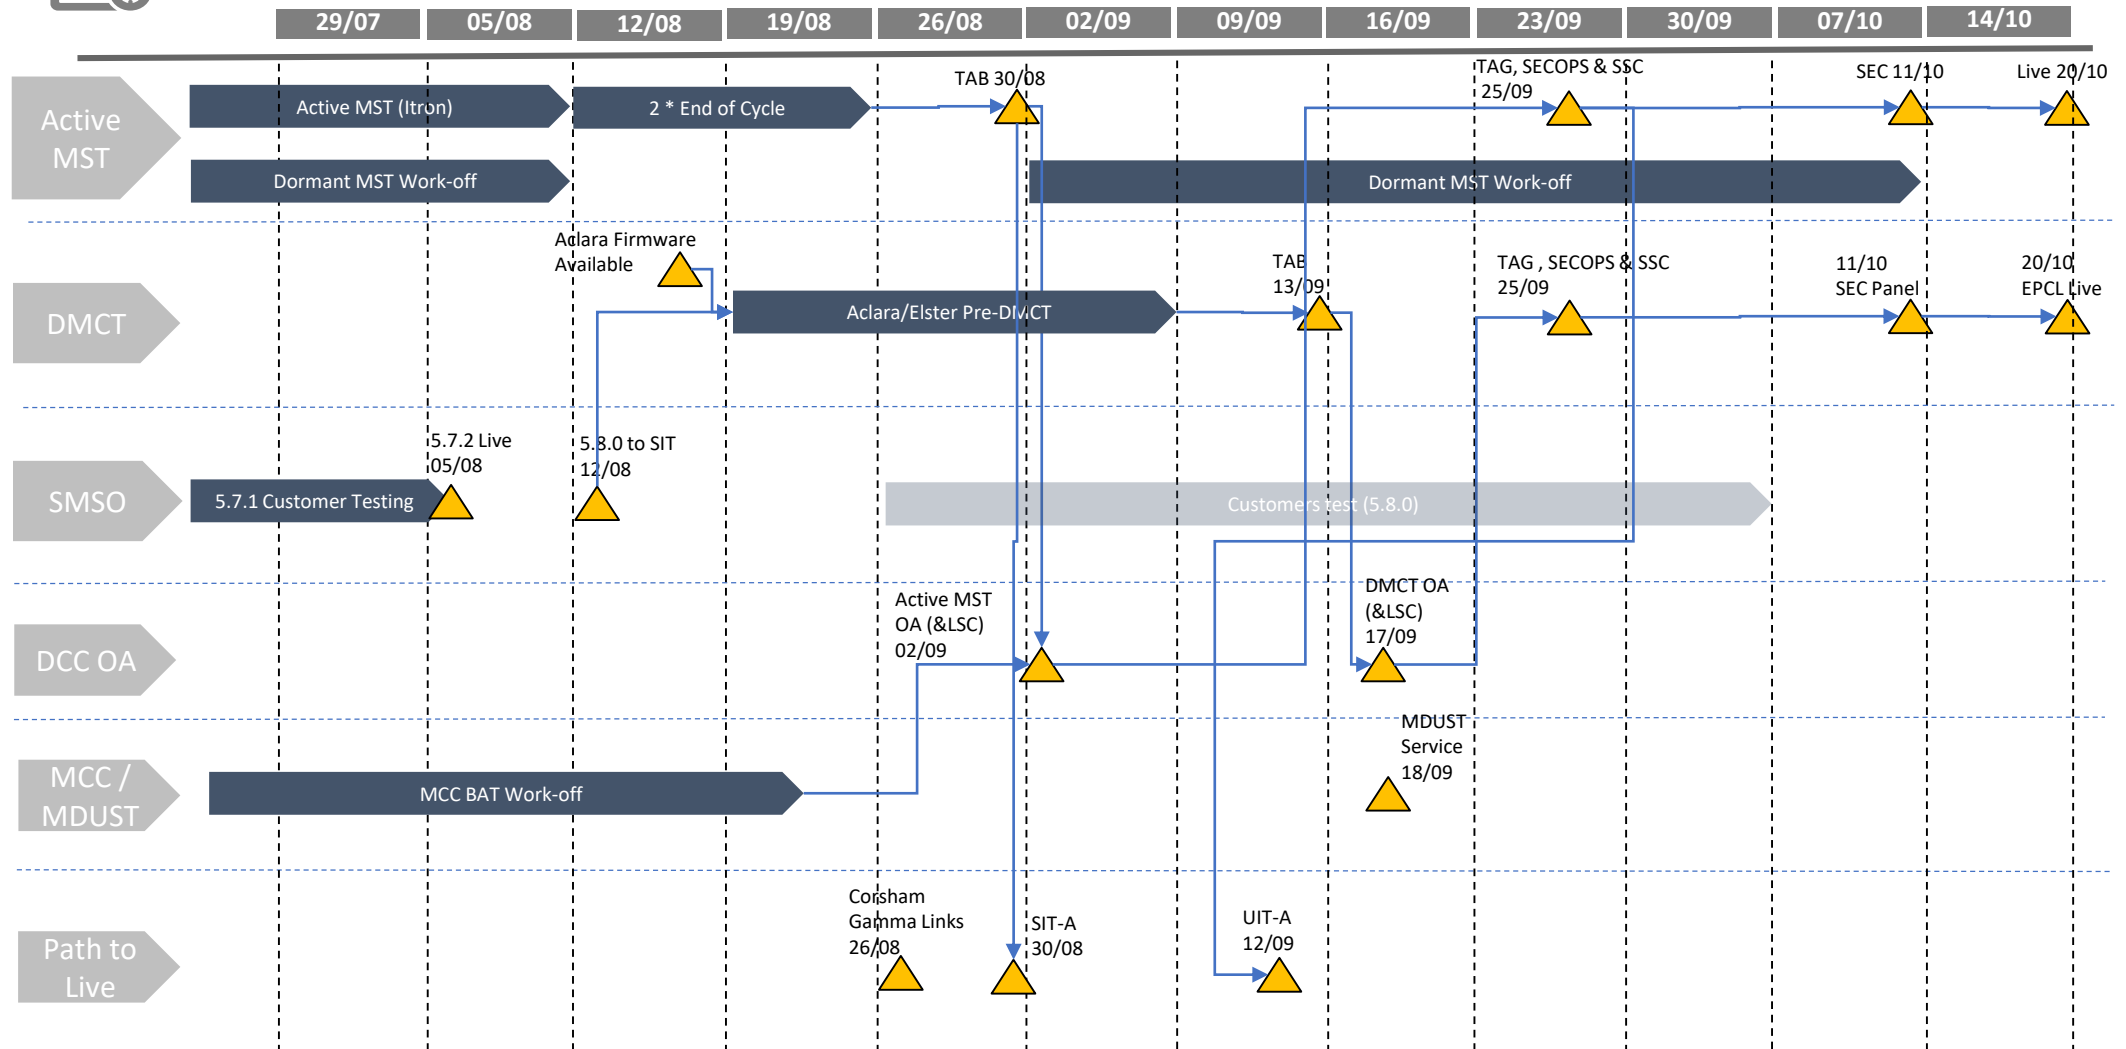 29/07 05/08 12/08 19/08 26/08 02/09 09/09 16/09 23/09 30/09 07/10 14/10
Active
MST
Active MST (Itron)
2 * End of Cycle
TAB 30/08
TAG, SECOPS & SSC
25/09
SEC 11/10
Live 20/10
Dormant MST Work-off
Dormant MST Work-off
DMCT
Aclara Firmware
Available
Aclara/Elster Pre-DMCT
TAB
13/09
TAG , SECOPS & SSC
25/09
11/10
SEC Panel
20/10
EPCL Live
SMSO
5.7.1 Customer Testing
5.7.2 Live
05/08
5.8.0 to SIT
12/08
Customers test (5.8.0)
DCC OA
Active MST
OA (&LSC)
02/09
DMCT OA
(&LSC)
17/09
MCC /
MDUST
MCC BAT Work-off
MDUST
Service
18/09
Path to
Live
Corsham
Gamma Links
26/08
SIT-A
30/08
UIT-A
12/09